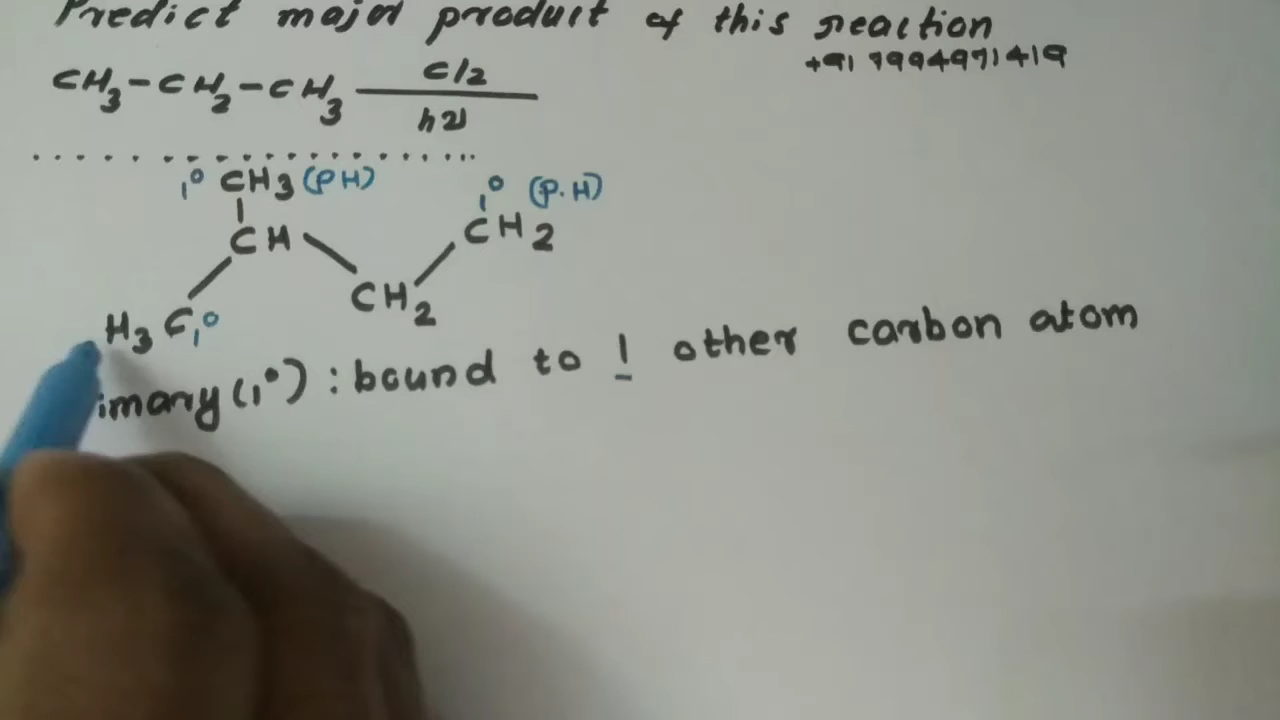 Predict major product of this reaction
+91 9994971419
CH3-CH2-CH3 Cl2
hν
1° CH3 (PH) 1° (P.H)
CH CH2
CH2
H3C 1°
imary (1°) : bound to 1 other carbon atom